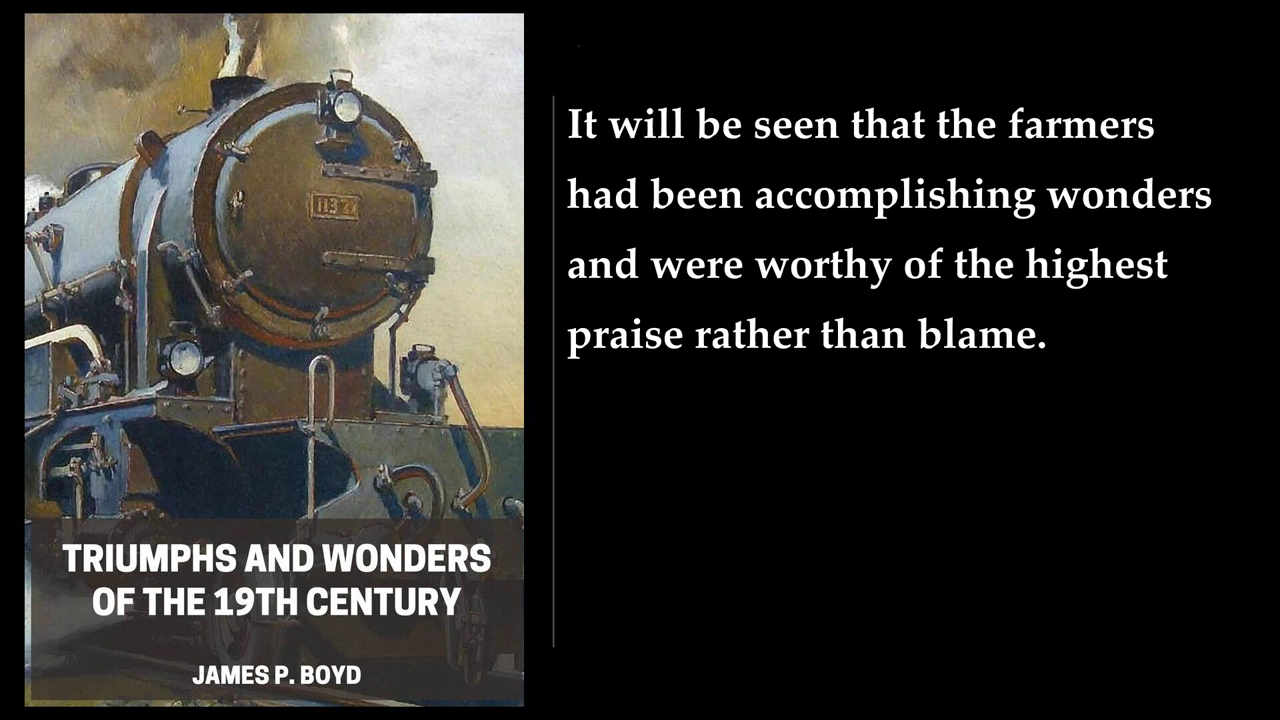 It will be seen that the farmers
had been accomplishing wonders
and were worthy of the highest
praise rather than blame.
TRIUMPHS AND WONDERS
OF THE 19TH CENTURY
JAMES P. BOYD